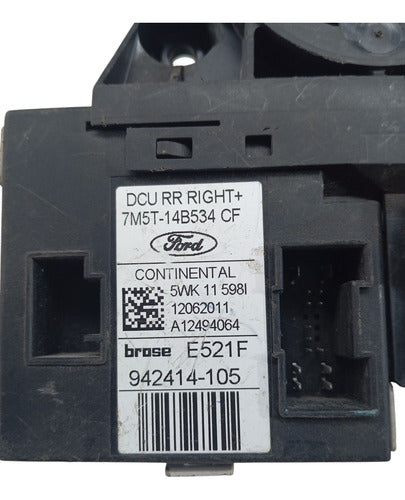 DCU RR RIGHT+
7M5T-14B534 CF
Ford
CONTINENTAL
5WK 11 598I
12062011
A12494064
brose E521F
942414-105